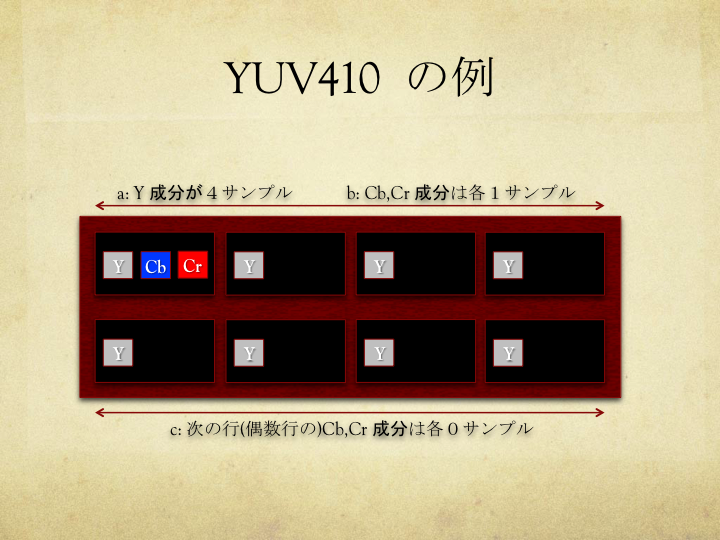 YUV410 の例
a: Y 成分が４サンプル b: Cb,Cr 成分は各１サンプル
Y Cb Cr Y Y Y
Y Y Y Y
c: 次の行(偶数行の)Cb,Cr 成分は各０サンプル